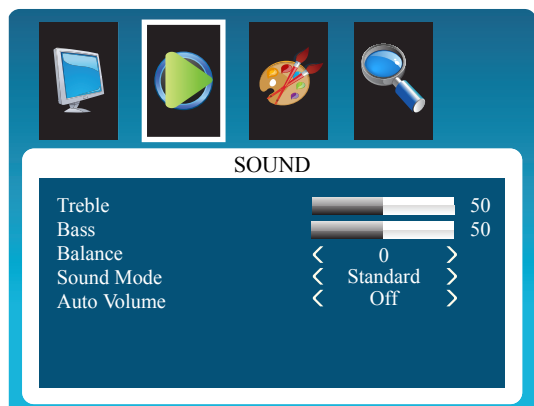 SOUND
Treble 50
Bass 50
Balance 0
Sound Mode Standard
Auto Volume Off